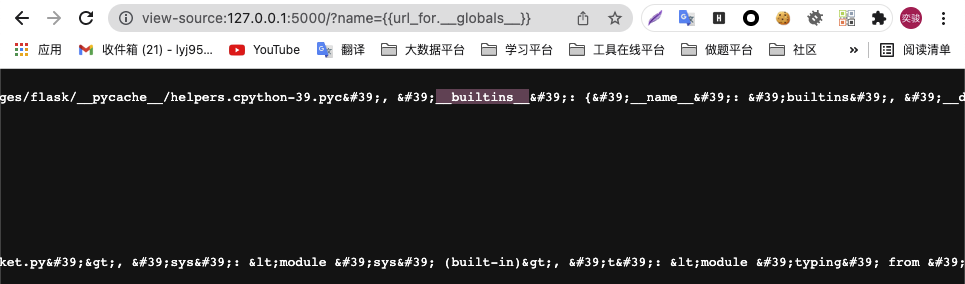 view-source:127.0.0.1:5000/?name={{url_for.__globals__}}
奕骏
应用 收件箱 (21) - lyj95... YouTube 翻译 大数据平台 学习平台 工具在线平台 做题平台 社区 » 阅读清单
ges/flask/__pycache__/helpers.cpython-39.pyc&#39;, &#39;__builtins__&#39;: {&#39;__name__&#39;: &#39;builtins&#39;, &#39;__d
ket.py&#39;&gt;, &#39;sys&#39;: &lt;module &#39;sys&#39; (built-in)&gt;, &#39;t&#39;: &lt;module &#39;typing&#39; from &#39;